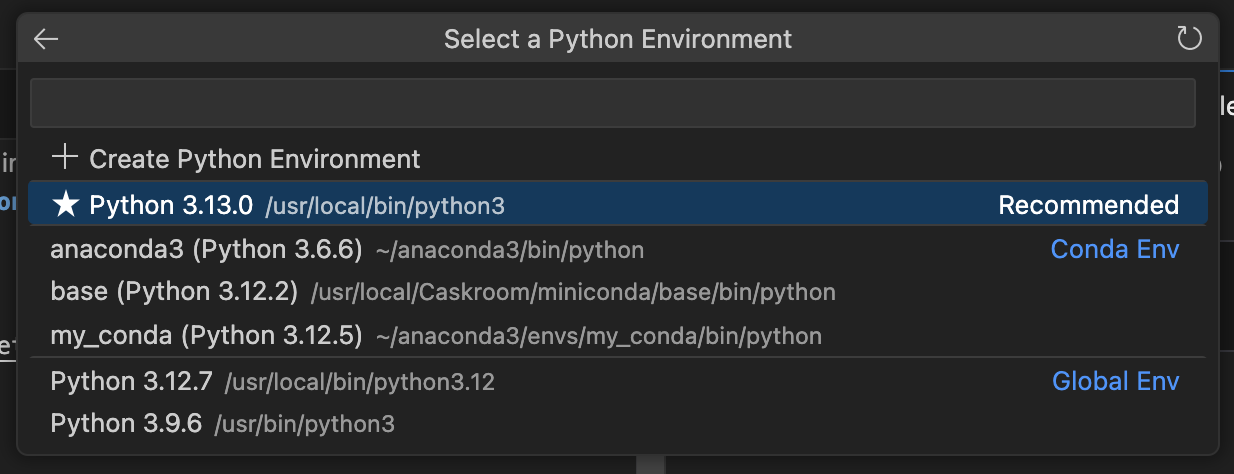 Select a Python Environment
Create Python Environment
Python 3.13.0 /usr/local/bin/python3 Recommended
anaconda3 (Python 3.6.6) ~/anaconda3/bin/python Conda Env
base (Python 3.12.2) /usr/local/Caskroom/miniconda/base/bin/python
my_conda (Python 3.12.5) ~/anaconda3/envs/my_conda/bin/python
Python 3.12.7 /usr/local/bin/python3.12 Global Env
Python 3.9.6 /usr/bin/python3